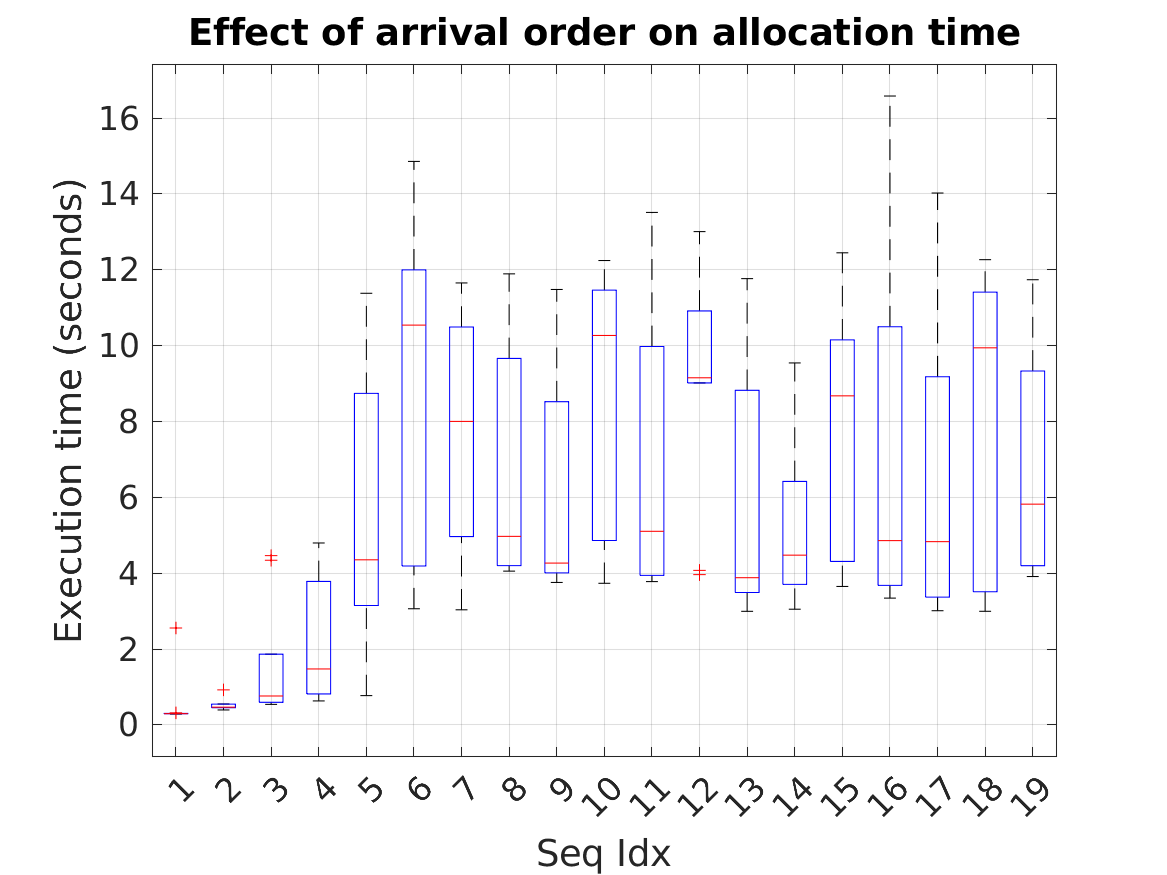 Effect of arrival order on allocation time
Execution time (seconds)
16
14
12
10
8
6
4
2
0
1 2 3 4 5 6 7 8 9 10 11 12 13 14 15 16 17 18 19
Seq Idx